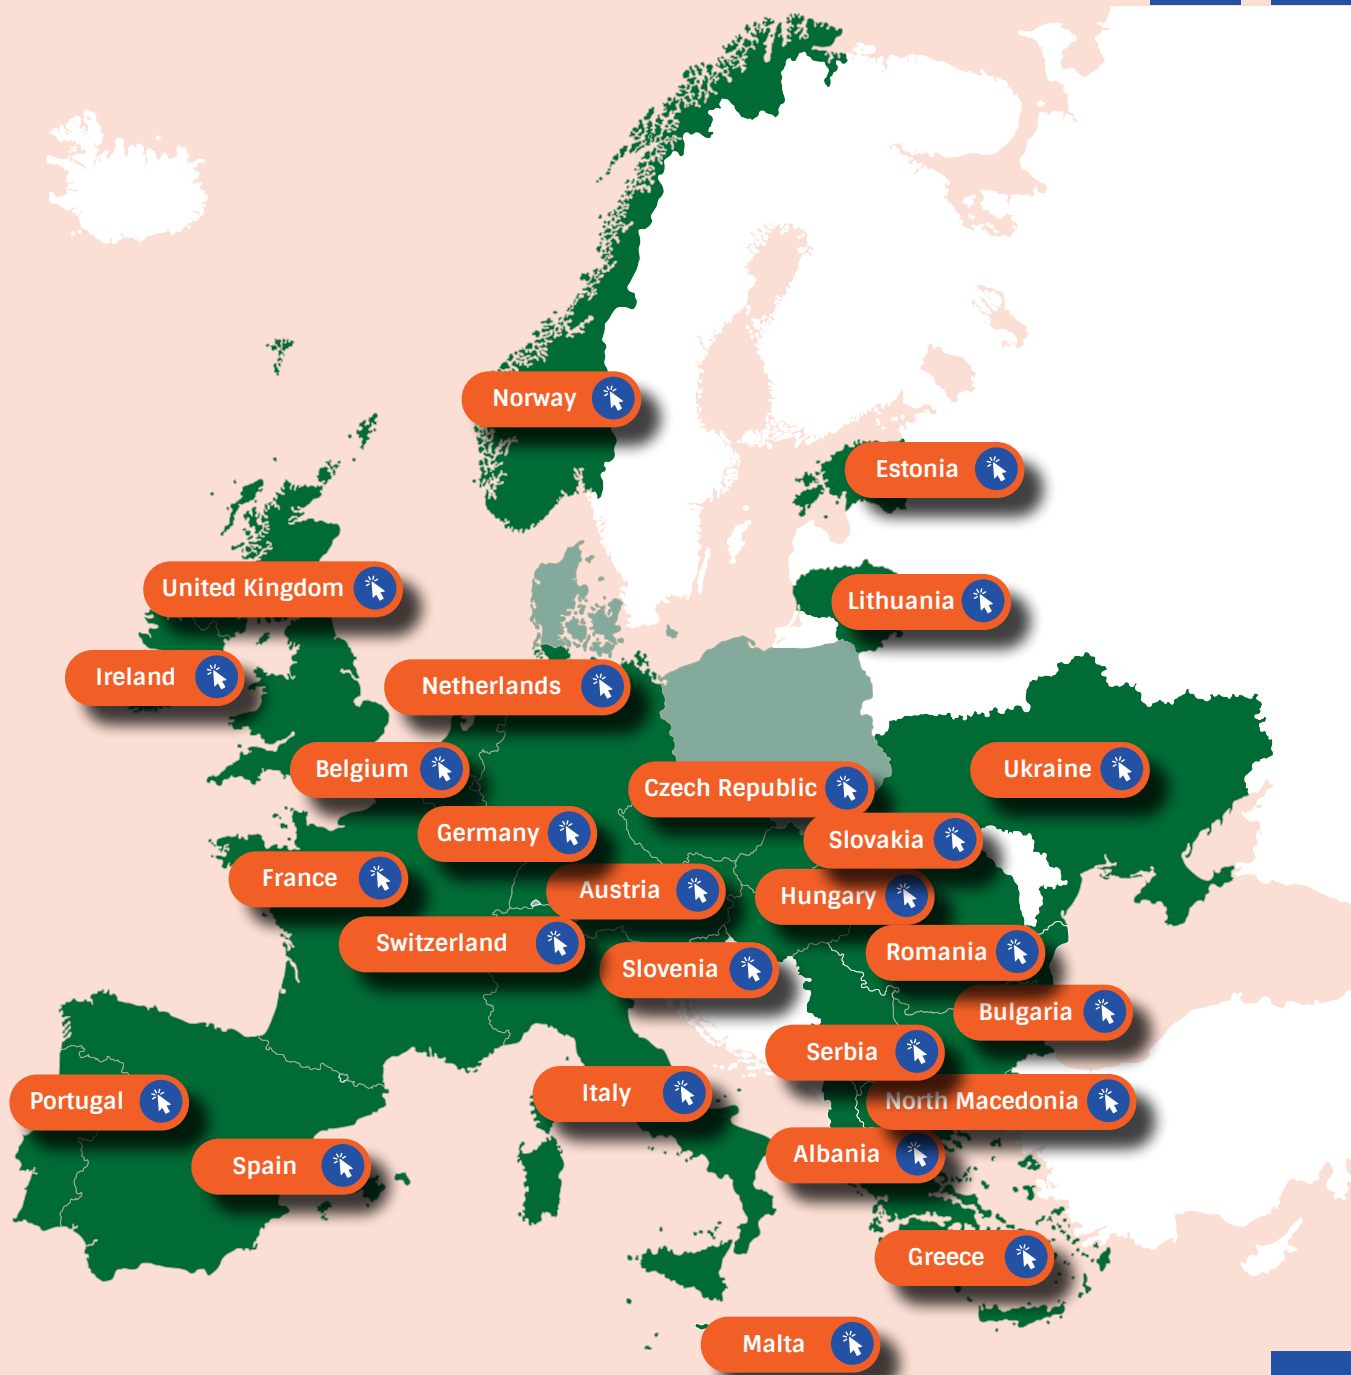 Norway
Estonia
United Kingdom
Lithuania
Ireland
Netherlands
Belgium
Czech Republic
Ukraine
Germany
Slovakia
France
Austria
Hungary
Switzerland
Slovenia
Romania
Bulgaria
Serbia
Portugal
Italy
North Macedonia
Spain
Albania
Greece
Malta